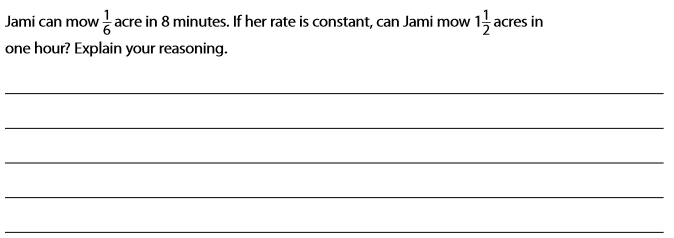 Jami can mow 1/6 acre in 8 minutes. If her rate is constant, can Jami mow 1 1/2 acres in
one hour? Explain your reasoning.